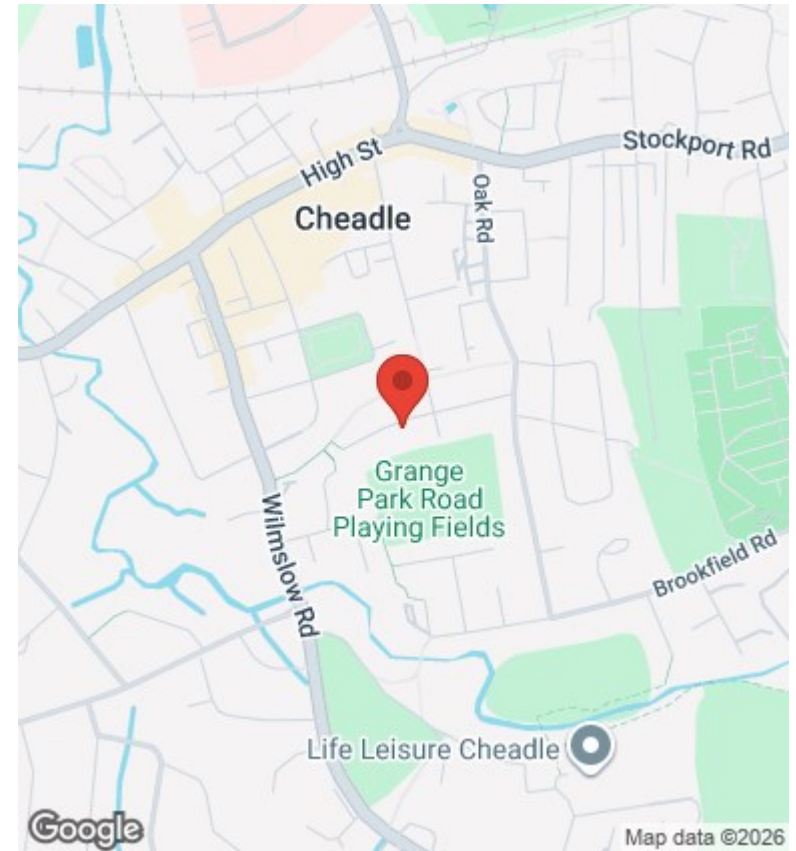 High St
Stockport Rd
Cheadle
Oak Rd
Grange
Park Road
Playing Fields
Wilmslow Rd
Brookfield Rd
Life Leisure Cheadle
Google
Map data ©2026